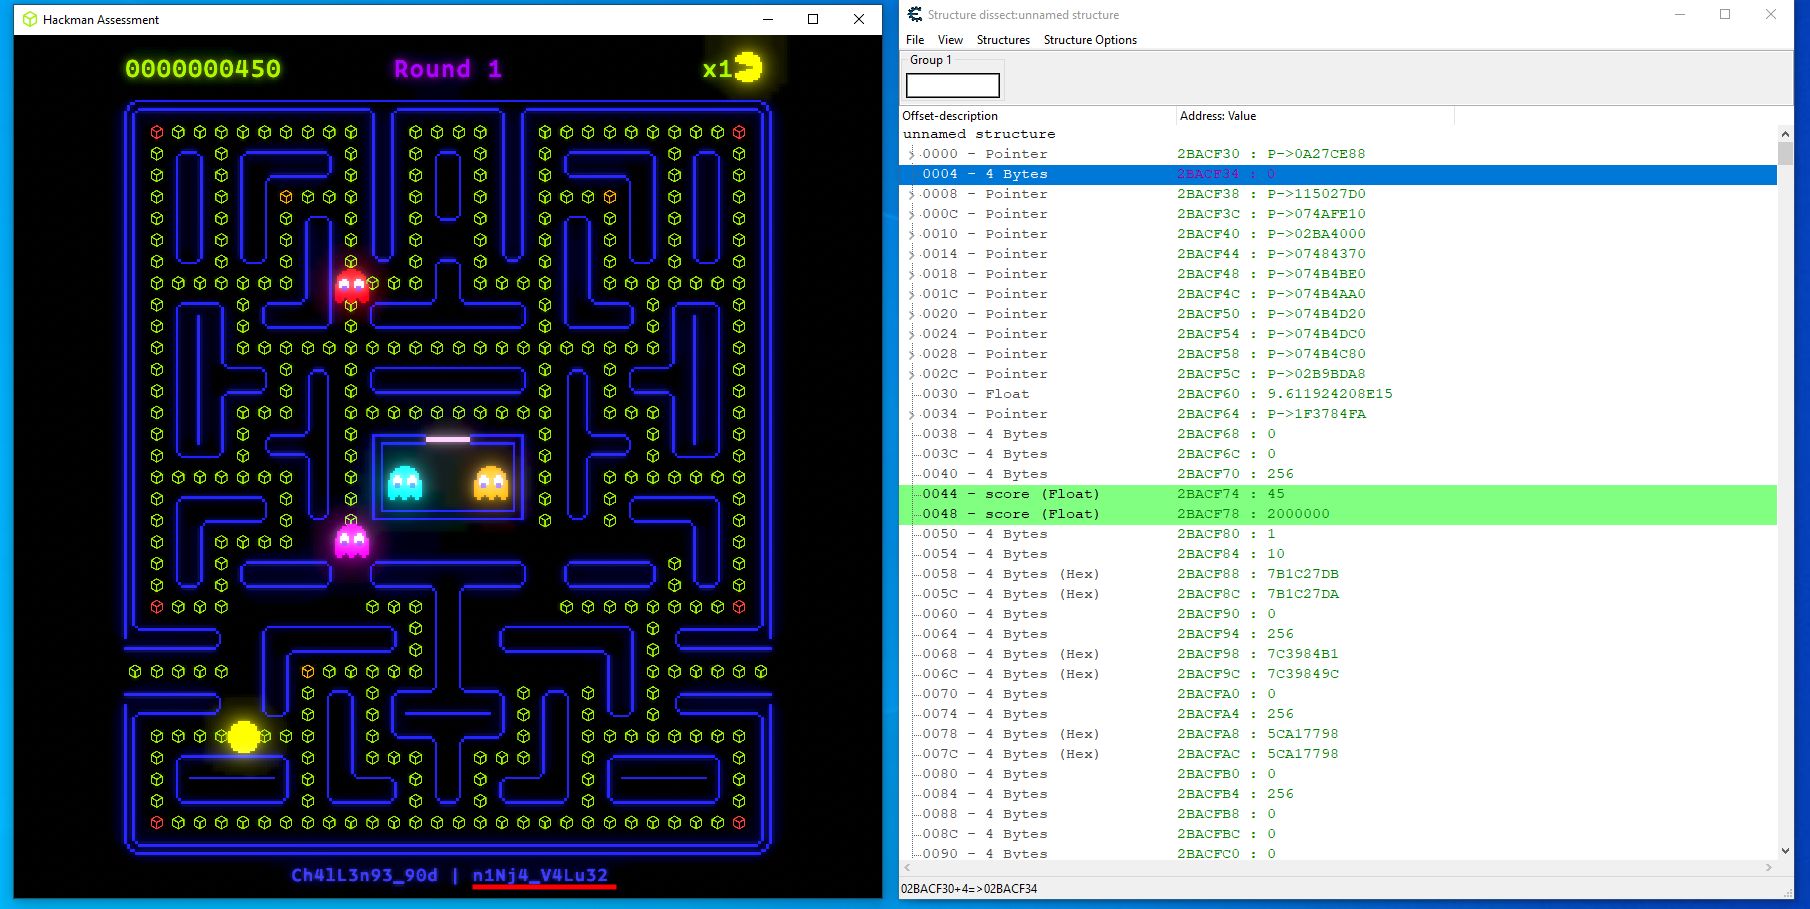 Hackman Assessment
0000000450
Round 1
x1
Ch4lL3n93_90d | n1Nj4_V4Lu32
Structure dissect:unnamed structure
File View Structures Structure Options
Group 1
Offset-description Address: Value
unnamed structure
0000 - Pointer 2BACF30 : P->0A27CE88
0004 - 4 Bytes 2BACF34 : 0
0008 - Pointer 2BACF38 : P->115027D0
000C - Pointer 2BACF3C : P->074AFE10
0010 - Pointer 2BACF40 : P->02BA4000
0014 - Pointer 2BACF44 : P->07484370
0018 - Pointer 2BACF48 : P->074B4BE0
001C - Pointer 2BACF4C : P->074B4AA0
0020 - Pointer 2BACF50 : P->074B4D20
0024 - Pointer 2BACF54 : P->074B4DC0
0028 - Pointer 2BACF58 : P->074B4C80
002C - Pointer 2BACF5C : P->02B9BDA8
0030 - Float 2BACF60 : 9.611924208E15
0034 - Pointer 2BACF64 : P->1F3784FA
0038 - 4 Bytes 2BACF68 : 0
003C - 4 Bytes 2BACF6C : 0
0040 - 4 Bytes 2BACF70 : 256
0044 - score (Float) 2BACF74 : 45
0048 - score (Float) 2BACF78 : 2000000
0050 - 4 Bytes 2BACF80 : 1
0054 - 4 Bytes 2BACF84 : 10
0058 - 4 Bytes (Hex) 2BACF88 : 7B1C27DB
005C - 4 Bytes (Hex) 2BACF8C : 7B1C27DA
0060 - 4 Bytes 2BACF90 : 0
0064 - 4 Bytes 2BACF94 : 256
0068 - 4 Bytes (Hex) 2BACF98 : 7C3984B1
006C - 4 Bytes (Hex) 2BACF9C : 7C39849C
0070 - 4 Bytes 2BACFA0 : 0
0074 - 4 Bytes 2BACFA4 : 256
0078 - 4 Bytes (Hex) 2BACFA8 : 5CA17798
007C - 4 Bytes (Hex) 2BACFAC : 5CA17798
0080 - 4 Bytes 2BACFB0 : 0
0084 - 4 Bytes 2BACFB4 : 256
0088 - 4 Bytes 2BACFB8 : 0
008C - 4 Bytes 2BACFBC : 0
0090 - 4 Bytes 2BACFC0 : 0
02BACF30+4=>02BACF34